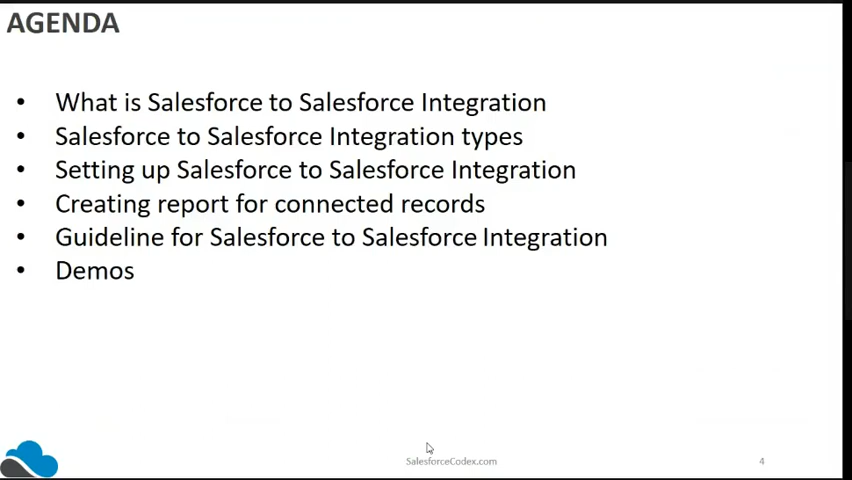 AGENDA
• What is Salesforce to Salesforce Integration
• Salesforce to Salesforce Integration types
• Setting up Salesforce to Salesforce Integration
• Creating report for connected records
• Guideline for Salesforce to Salesforce Integration
• Demos
SalesforceCodex.com
4